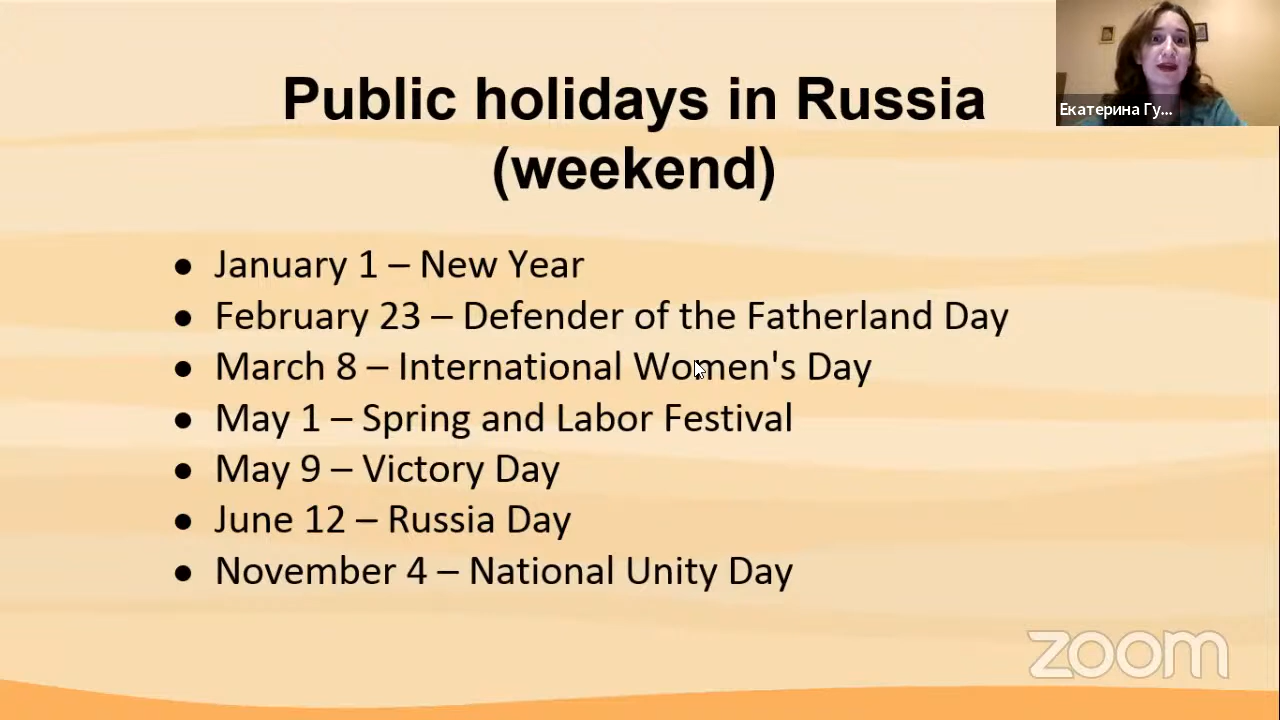 Public holidays in Russia
(weekend)
Екатерина Гу...
● January 1 – New Year
● February 23 – Defender of the Fatherland Day
● March 8 – International Women's Day
● May 1 – Spring and Labor Festival
● May 9 – Victory Day
● June 12 – Russia Day
● November 4 – National Unity Day
zoom